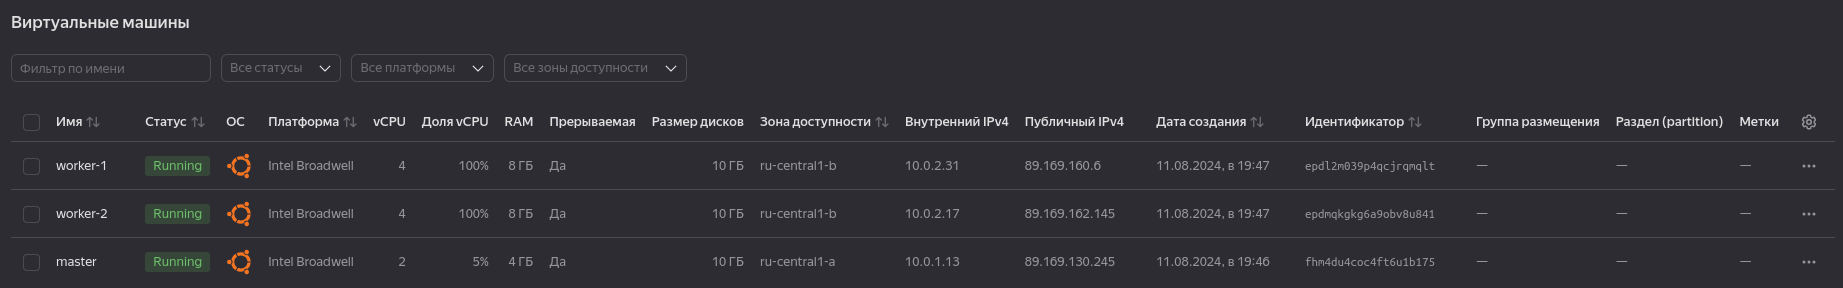 Виртуальные машины
Фильтр по имени Все статусы Все платформы Все зоны доступности
Имя Статус ОС Платформа vCPU Доля vCPU RAM Прерываемая Размер дисков Зона доступности Внутренний IPv4 Публичный IPv4 Дата создания Идентификатор Группа размещения Раздел (partition) Метки
worker-1 Running Intel Broadwell 4 100% 8 ГБ Да 10 ГБ ru-central1-b 10.0.2.31 89.169.160.6 11.08.2024, в 19:47 epdl2m039p4qcjrqmqlt — — —
worker-2 Running Intel Broadwell 4 100% 8 ГБ Да 10 ГБ ru-central1-b 10.0.2.17 89.169.162.145 11.08.2024, в 19:47 epdmqkgkg6a9obv8u841 — — —
master Running Intel Broadwell 2 5% 4 ГБ Да 10 ГБ ru-central1-a 10.0.1.13 89.169.130.245 11.08.2024, в 19:46 fhm4du4coc4ft6u1b175 — — —